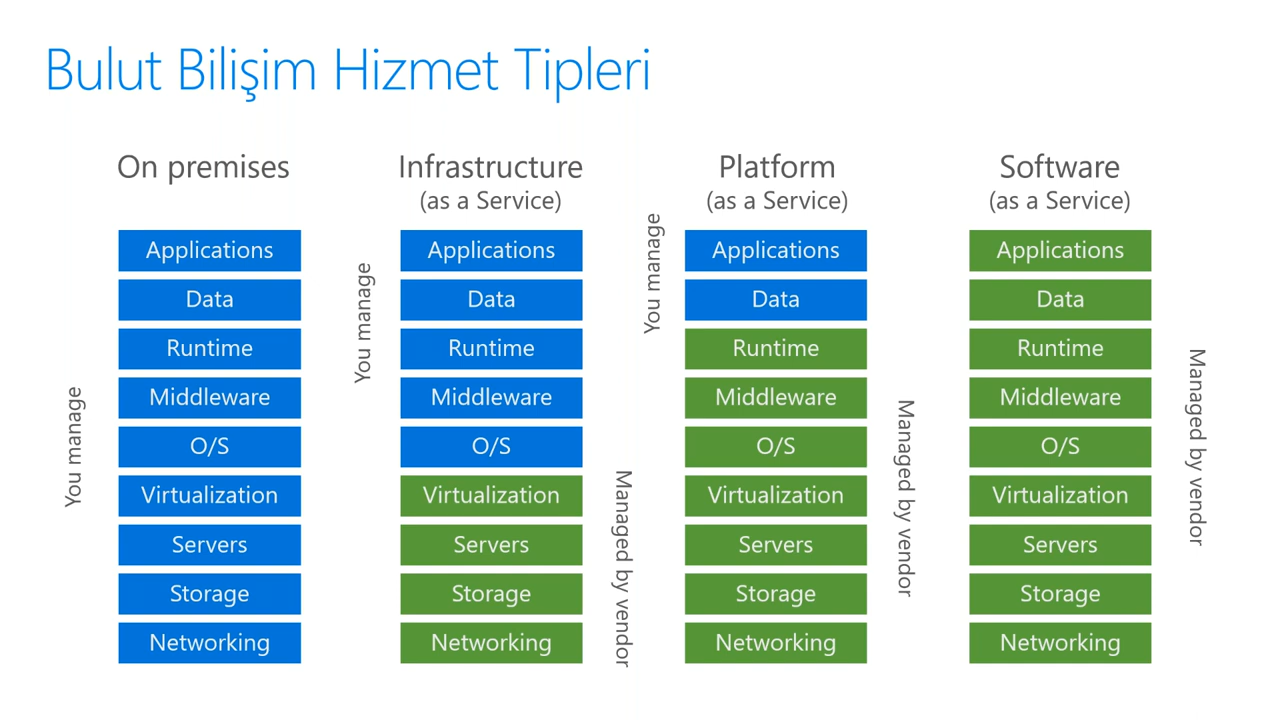 Bulut Bilişim Hizmet Tipleri
On premises
You manage
Applications
Data
Runtime
Middleware
O/S
Virtualization
Servers
Storage
Networking
Infrastructure
(as a Service)
You manage
Applications
Data
Runtime
Middleware
O/S
Virtualization
Servers
Storage
Networking
Managed by vendor
Platform
(as a Service)
You manage
Applications
Data
Runtime
Middleware
O/S
Virtualization
Servers
Storage
Networking
Managed by vendor
Software
(as a Service)
Applications
Data
Runtime
Middleware
O/S
Virtualization
Servers
Storage
Networking
Managed by vendor